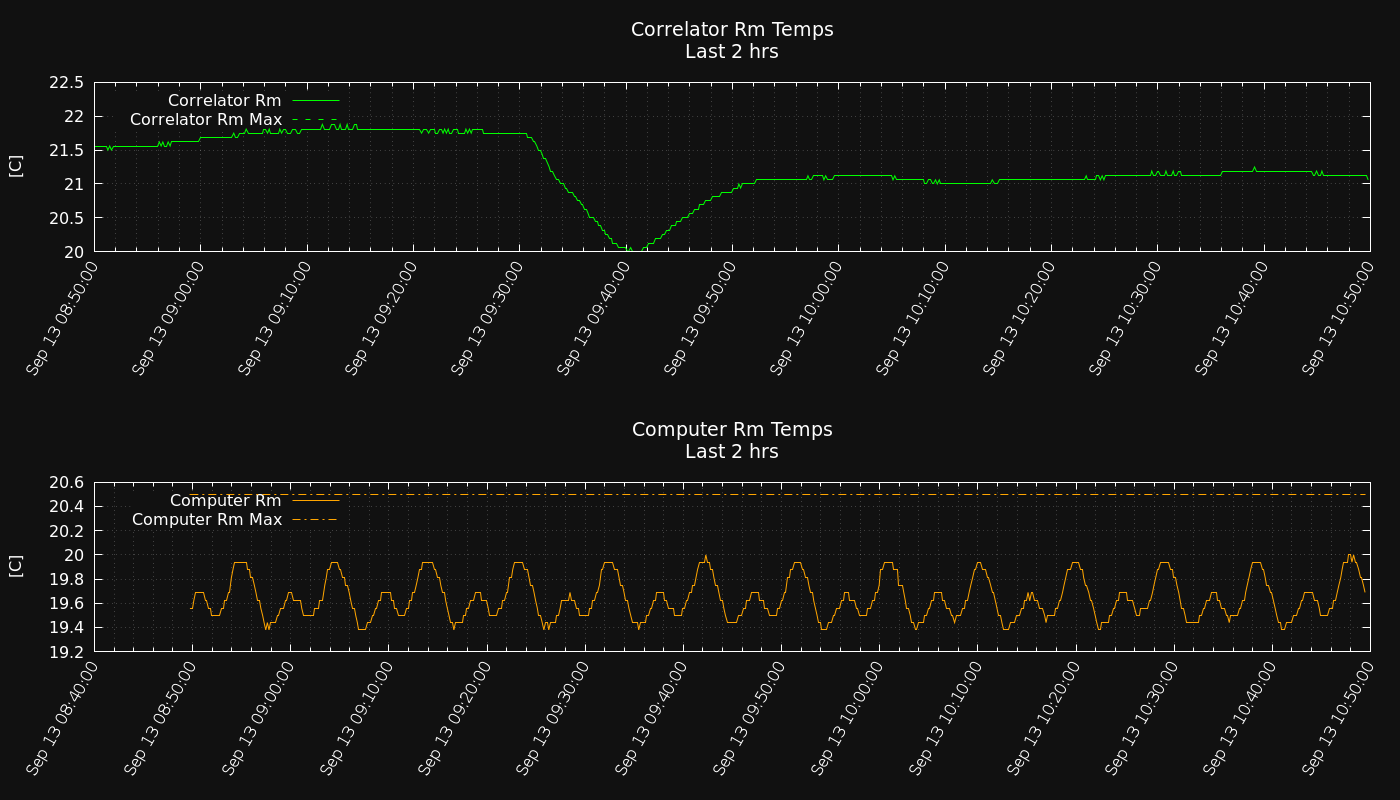 Correlator Rm Temps
Last 2 hrs
22.5
22
21.5
21
20.5
20
[C]
Correlator Rm
Correlator Rm Max
Sep 13 08:50:00
Sep 13 09:00:00
Sep 13 09:10:00
Sep 13 09:20:00
Sep 13 09:30:00
Sep 13 09:40:00
Sep 13 09:50:00
Sep 13 10:00:00
Sep 13 10:10:00
Sep 13 10:20:00
Sep 13 10:30:00
Sep 13 10:40:00
Sep 13 10:50:00
Computer Rm Temps
Last 2 hrs
20.6
20.4
20.2
20
19.8
19.6
19.4
19.2
[C]
Computer Rm
Computer Rm Max
Sep 13 08:40:00
Sep 13 08:50:00
Sep 13 09:00:00
Sep 13 09:10:00
Sep 13 09:20:00
Sep 13 09:30:00
Sep 13 09:40:00
Sep 13 09:50:00
Sep 13 10:00:00
Sep 13 10:10:00
Sep 13 10:20:00
Sep 13 10:30:00
Sep 13 10:40:00
Sep 13 10:50:00